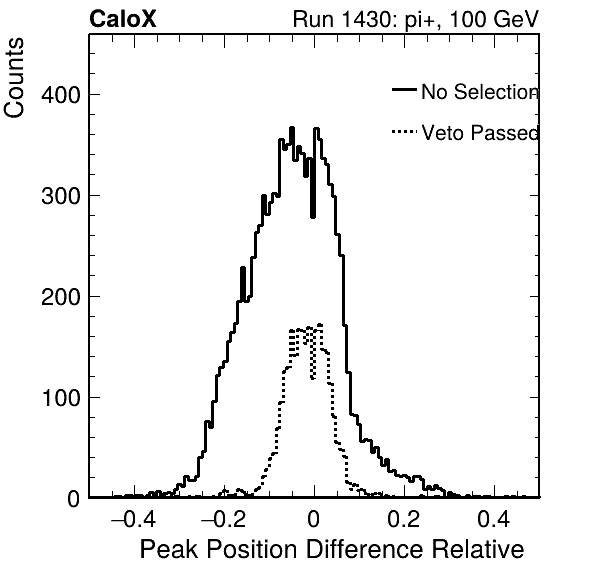 CaloX Run 1430: pi+, 100 GeV
Counts
No Selection
Veto Passed
400
300
200
100
0
−0.4 −0.2 0 0.2 0.4
Peak Position Difference Relative